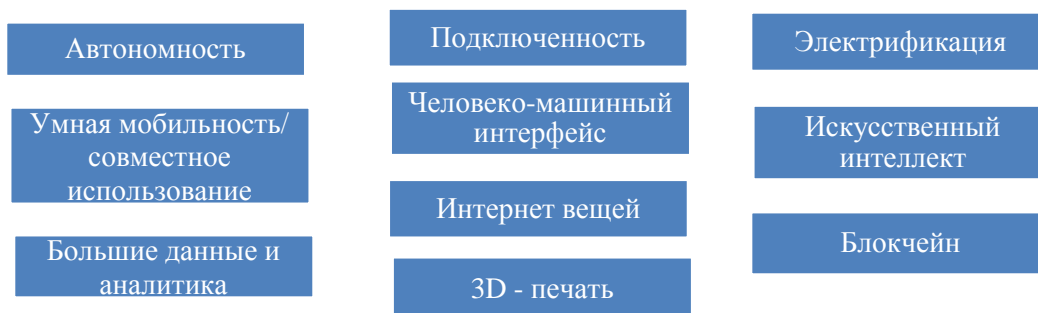 Автономность
Подключенность
Электрификация
Умная мобильность/
совместное
использование
Человеко-машинный
интерфейс
Искусственный
интеллект
Большие данные и
аналитика
Интернет вещей
Блокчейн
3D - печать